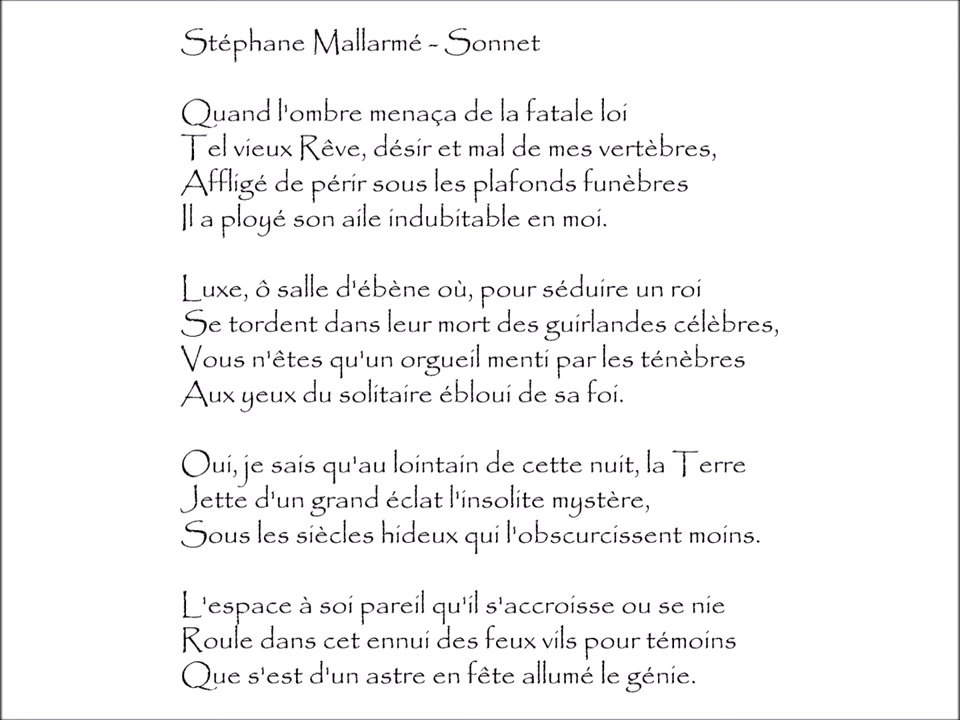 Stéphane Mallarmé - Sonnet
Quand l'ombre menaça de la fatale loi
Tel vieux Rêve, désir et mal de mes vertèbres,
Affligé de périr sous les plafonds funèbres
Il a ployé son aile indubitable en moi.
Luxe, ô salle d'ébène où, pour séduire un roi
Se tordent dans leur mort des guirlandes célèbres,
Vous n'êtes qu'un orgueil menti par les ténèbres
Aux yeux du solitaire ébloui de sa foi.
Oui, je sais qu'au lointain de cette nuit, la Terre
Jette d'un grand éclat l'insolite mystère,
Sous les siècles hideux qui l'obscurcissent moins.
L'espace à soi pareil qu'il s'accroisse ou se nie
Roule dans cet ennui des feux vils pour témoins
Que s'est d'un astre en fête allumé le génie.